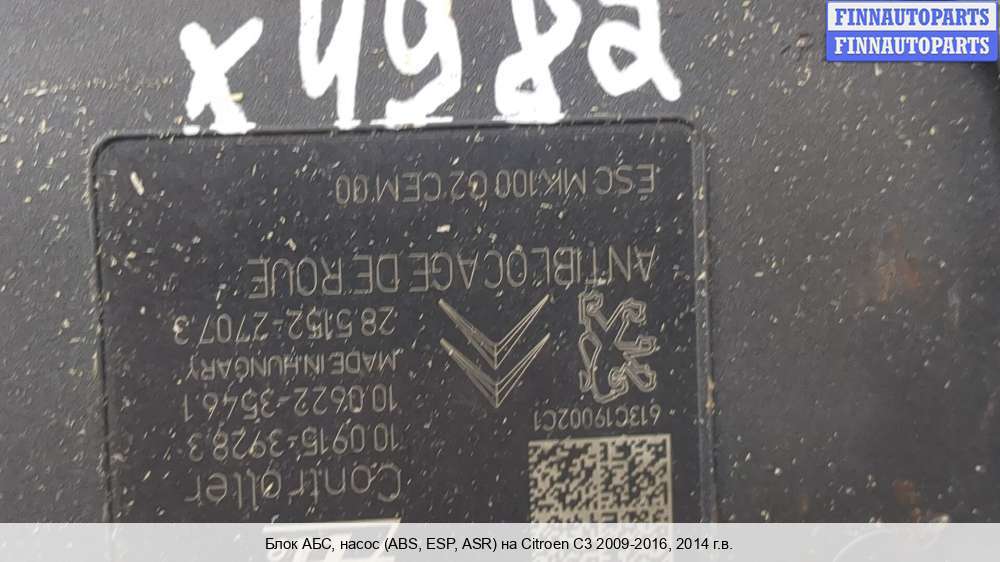 FINNAUTOPARTS
FINNAUTOPARTS
x498a
ESC MK100 G2 CEM 00
ANTIBLOCAGE DE ROUE
28.5152-2707.3
MADE IN HUNGARY
10.0622-3546.1
10.0915-3928.3
Controller
613C19002C1
Блок АБС, насос (ABS, ESP, ASR) на Citroen C3 2009-2016, 2014 г.в.